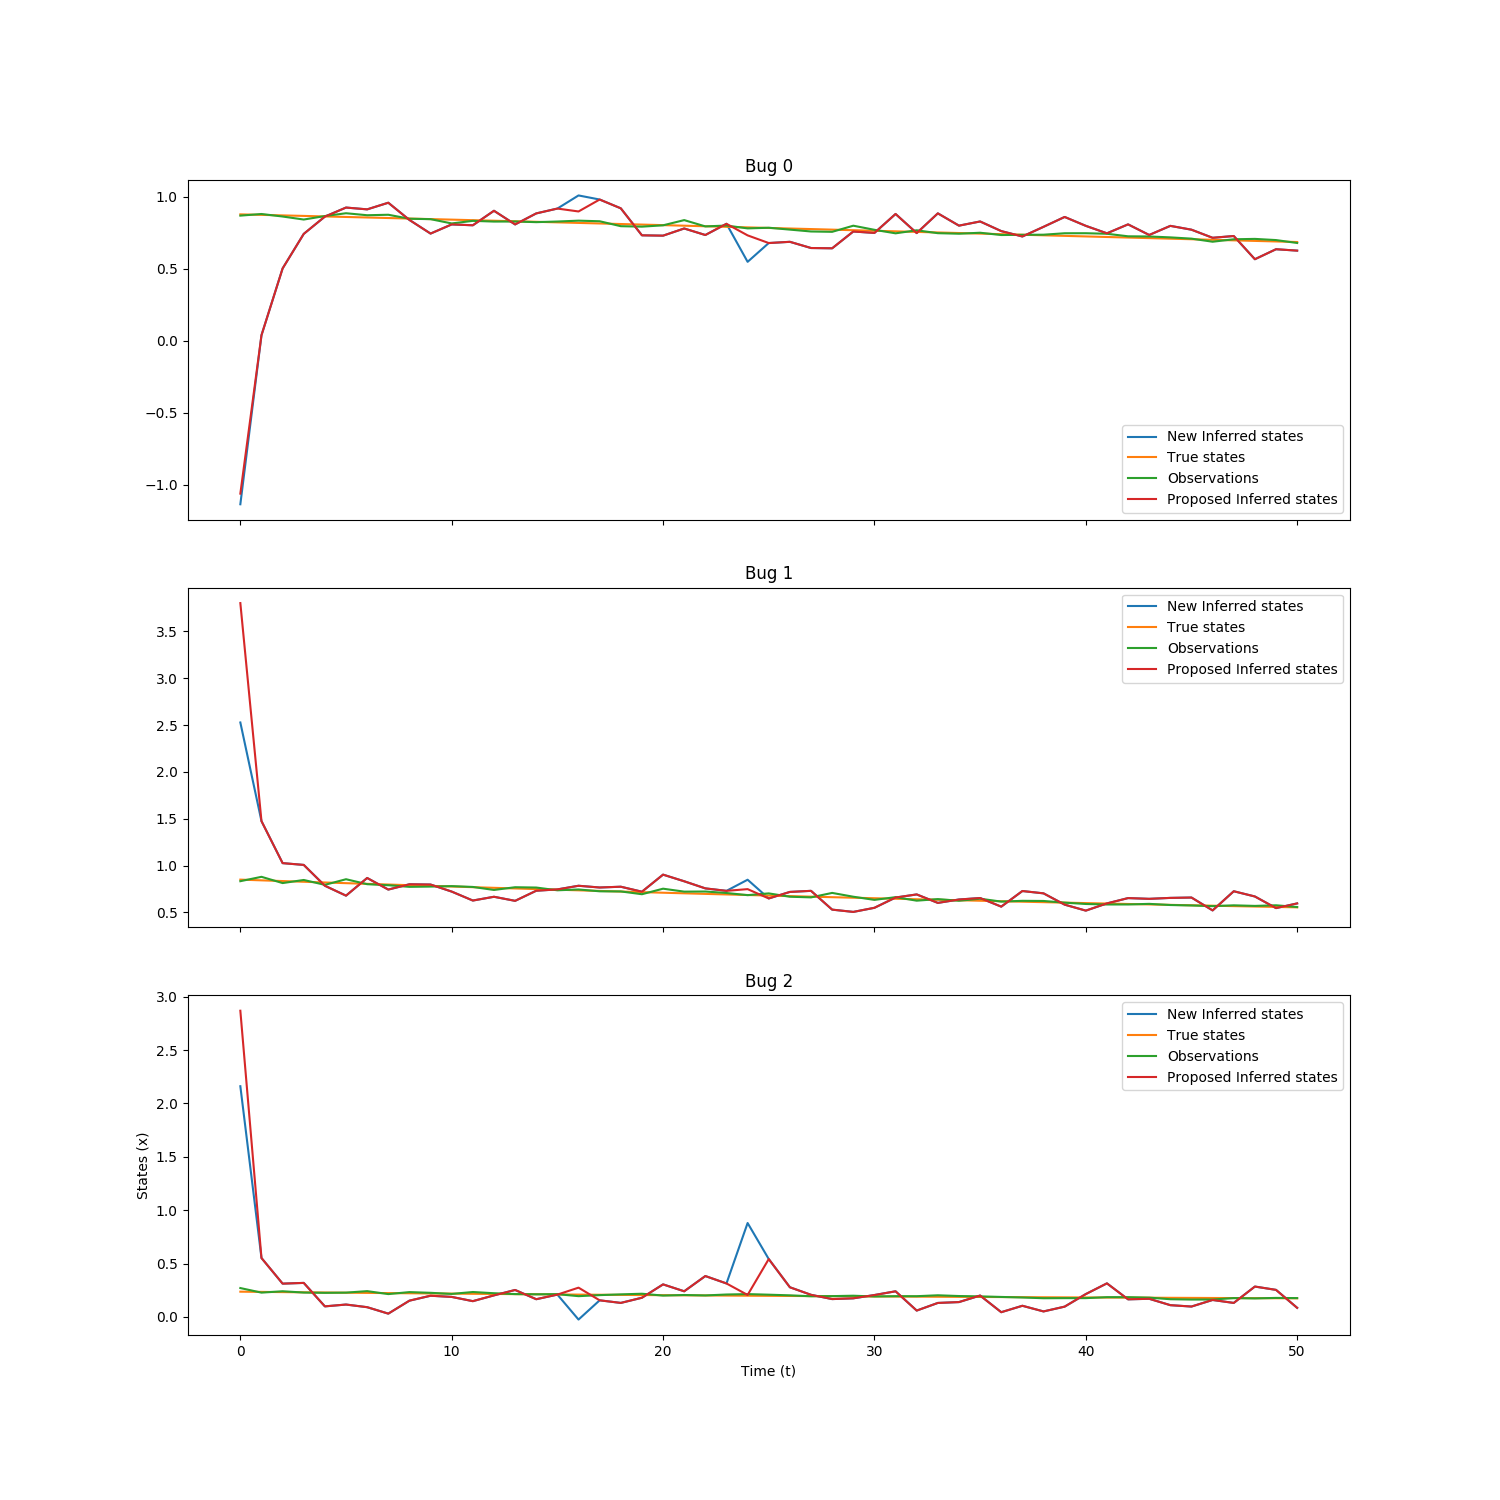 Bug 0
1.0
0.5
0.0
−0.5
−1.0
New Inferred states
True states
Observations
Proposed Inferred states
Bug 1
3.5
3.0
2.5
2.0
1.5
1.0
0.5
New Inferred states
True states
Observations
Proposed Inferred states
Bug 2
3.0
2.5
2.0
1.5
1.0
0.5
0.0
States (x)
New Inferred states
True states
Observations
Proposed Inferred states
0 10 20 30 40 50
Time (t)